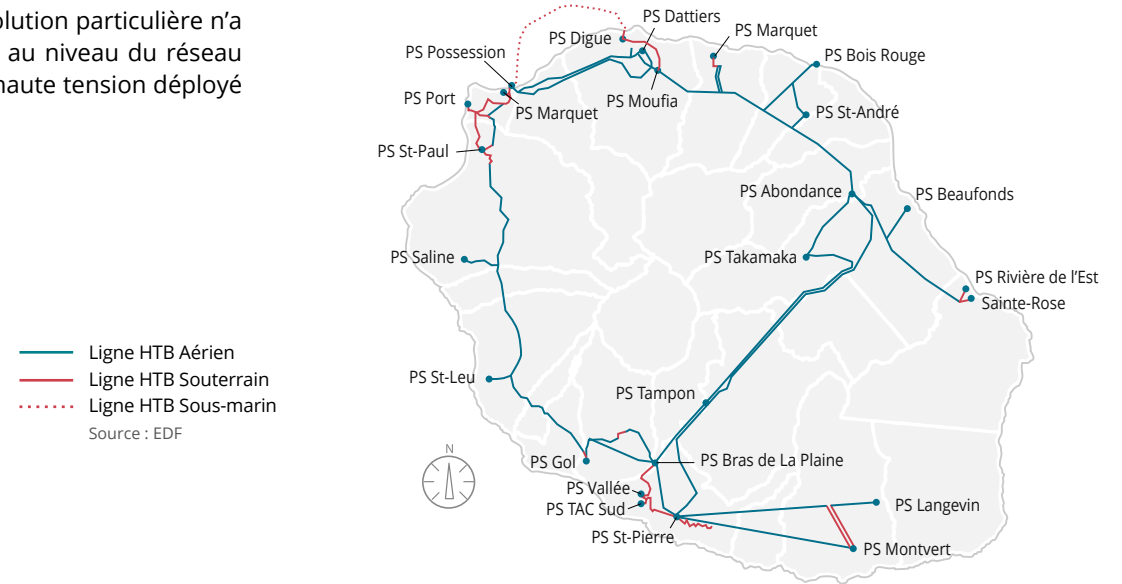 olution particulière n’a
au niveau du réseau
haute tension déployé
PS Dattiers
PS Digue
PS Marquet
PS Possession
PS Bois Rouge
PS Port
PS Moufia
PS Marquet
PS St-André
PS St-Paul
PS Abondance
PS Beaufonds
PS Saline
PS Takamaka
PS Rivière de l’Est
Sainte-Rose
Ligne HTB Aérien
Ligne HTB Souterrain
Ligne HTB Sous-marin
Source : EDF
PS St-Leu
PS Tampon
N
PS Gol
PS Bras de La Plaine
PS Vallée
PS TAC Sud
PS Langevin
PS St-Pierre
PS Montvert